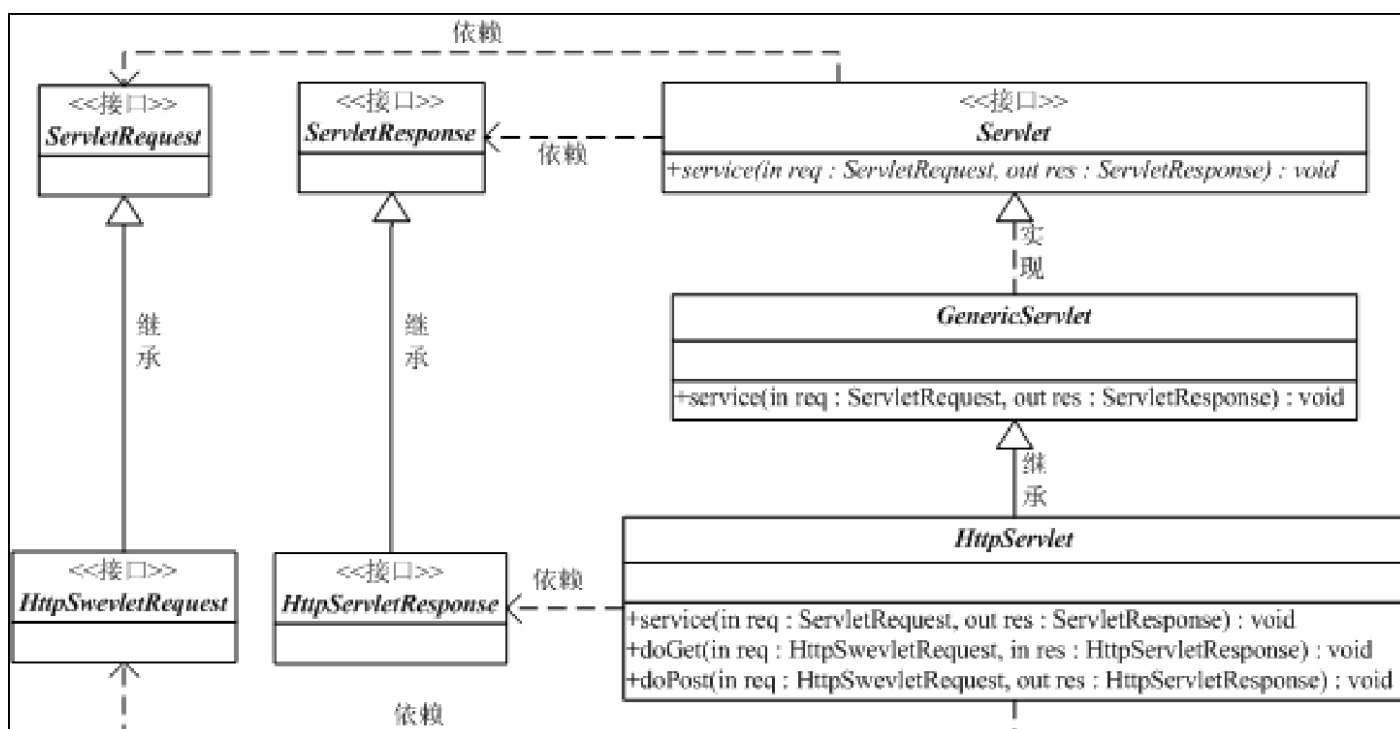 依赖
<<接口>>
ServletRequest
<<接口>>
ServletResponse
依赖
<<接口>>
Servlet
+service(in req : ServletRequest, out res : ServletResponse) : void
实
现
继
承
继
承
GenericServlet
+service(in req : ServletRequest, out res : ServletResponse) : void
继
承
<<接口>>
HttpSwevletRequest
<<接口>>
HttpServletResponse
依赖
HttpServlet
+service(in req : ServletRequest, out res : ServletResponse) : void
+doGet(in req : HttpSwevletRequest, in res : HttpServletResponse) : void
+doPost(in req : HttpSwevletRequest, out res : HttpServletResponse) : void
依赖